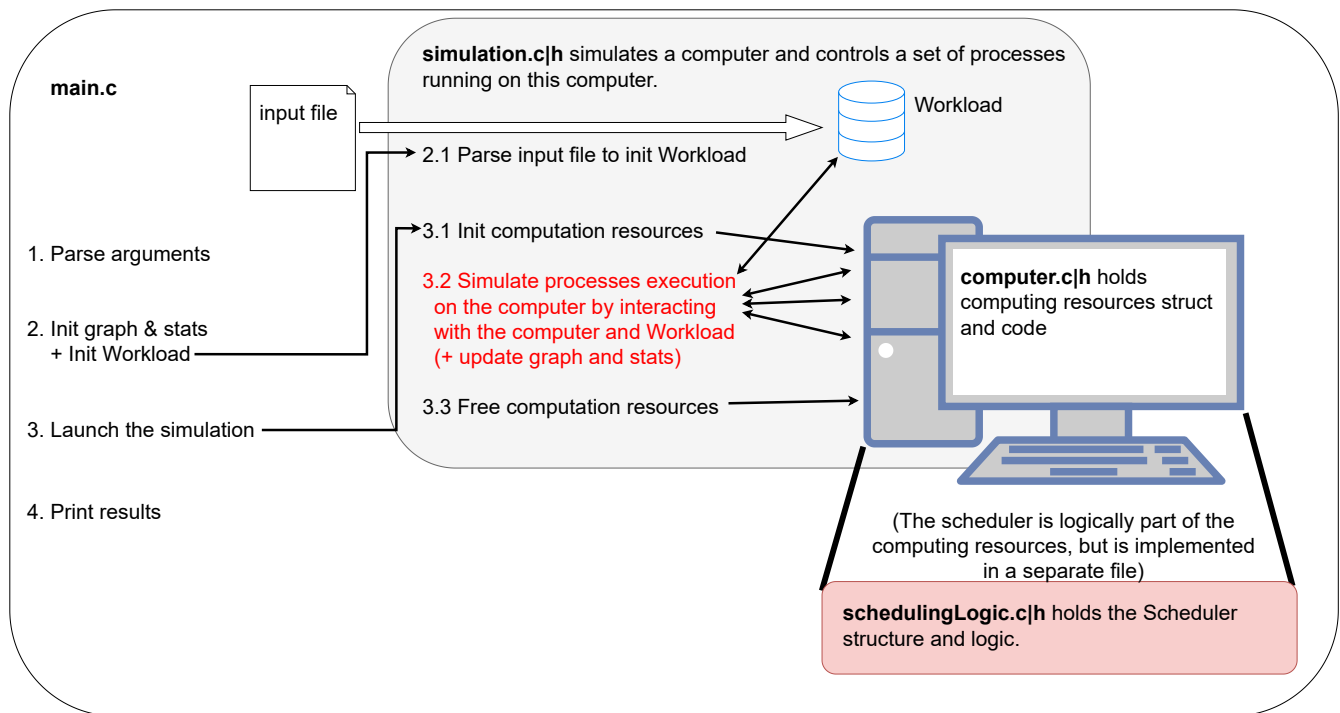 main.c
input file
simulation.c|h simulates a computer and controls a set of processes
running on this computer.
Workload
2.1 Parse input file to init Workload
1. Parse arguments
2. Init graph & stats
+ Init Workload
3. Launch the simulation
4. Print results
3.1 Init computation resources
3.2 Simulate processes execution
on the computer by interacting
with the computer and Workload
(+ update graph and stats)
3.3 Free computation resources
computer.c|h holds
computing resources struct
and code
(The scheduler is logically part of the
computing resources, but is implemented
in a separate file)
schedulingLogic.c|h holds the Scheduler
structure and logic.